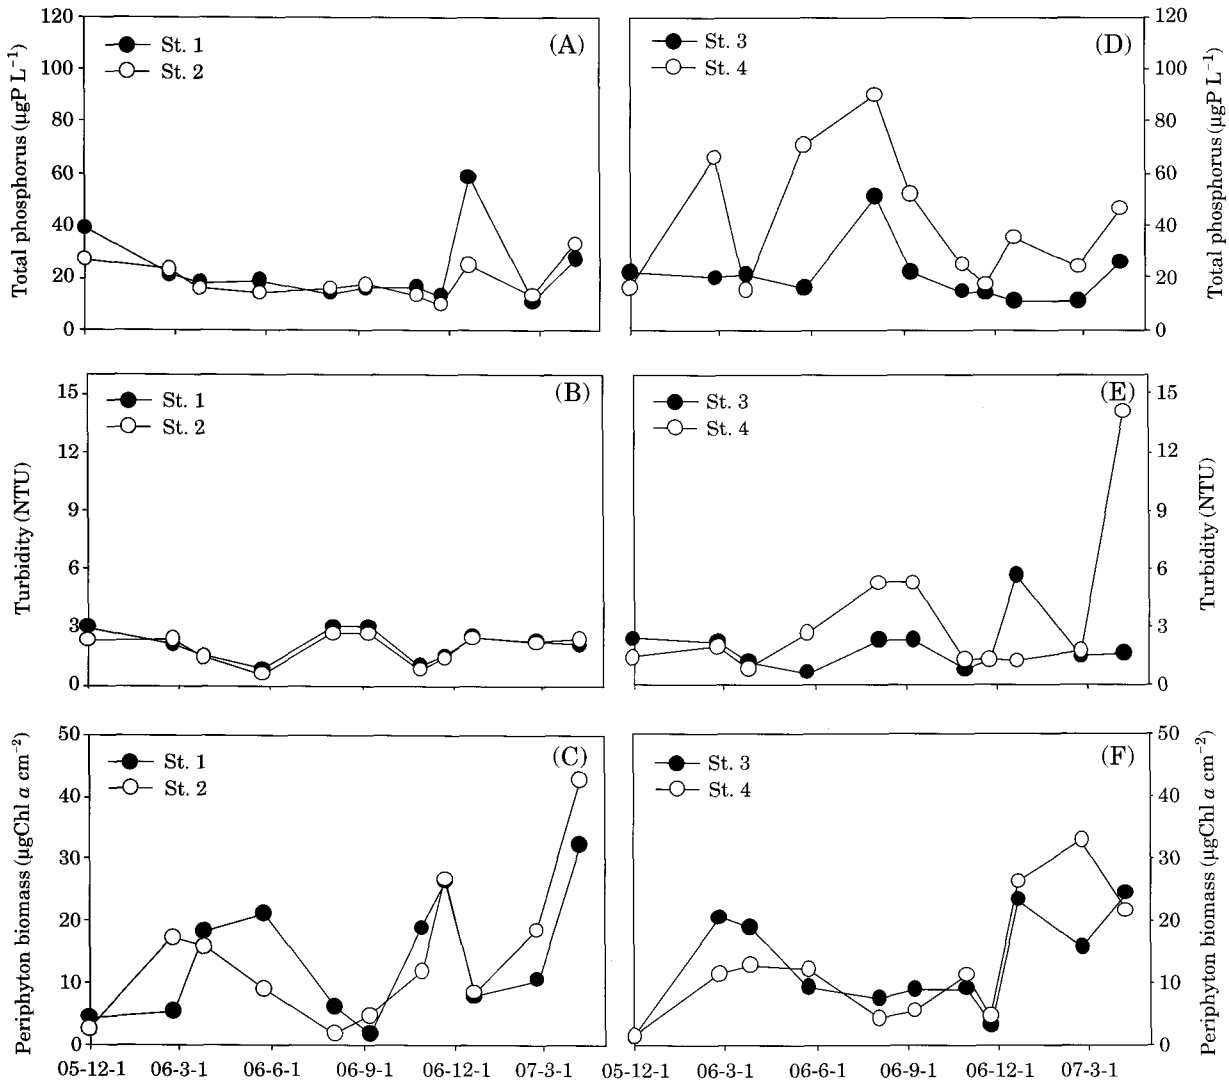 Total phosphorus (µgP L⁻¹)
120
100
80
60
40
20
0
St. 1
St. 2
(A)
St. 3
St. 4
(D)
120
100
80
60
40
20
0
Total phosphorus (µgP L⁻¹)
Turbidity (NTU)
15
12
9
6
3
0
St. 1
St. 2
(B)
St. 3
St. 4
(E)
15
12
9
6
3
0
Turbidity (NTU)
Periphyton biomass (µgChl a cm⁻²)
50
40
30
20
10
0
St. 1
St. 2
(C)
St. 3
St. 4
(F)
50
40
30
20
10
0
Periphyton biomass (µgChl a cm⁻²)
05-12-1 06-3-1 06-6-1 06-9-1 06-12-1 07-3-1
05-12-1 06-3-1 06-6-1 06-9-1 06-12-1 07-3-1